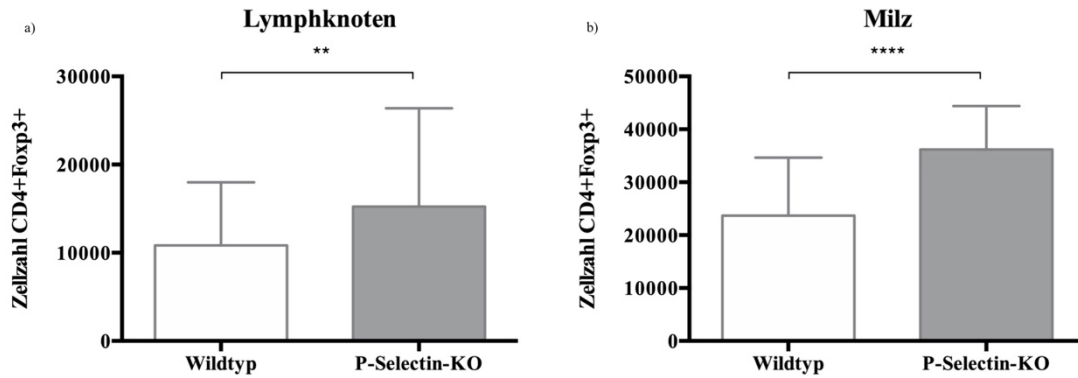 a)
Lymphknoten
**
Zellzahl CD4+Foxp3+
30000
20000
10000
0
Wildtyp P-Selectin-KO
b)
Milz
****
Zellzahl CD4+Foxp3+
50000
40000
30000
20000
10000
0
Wildtyp P-Selectin-KO